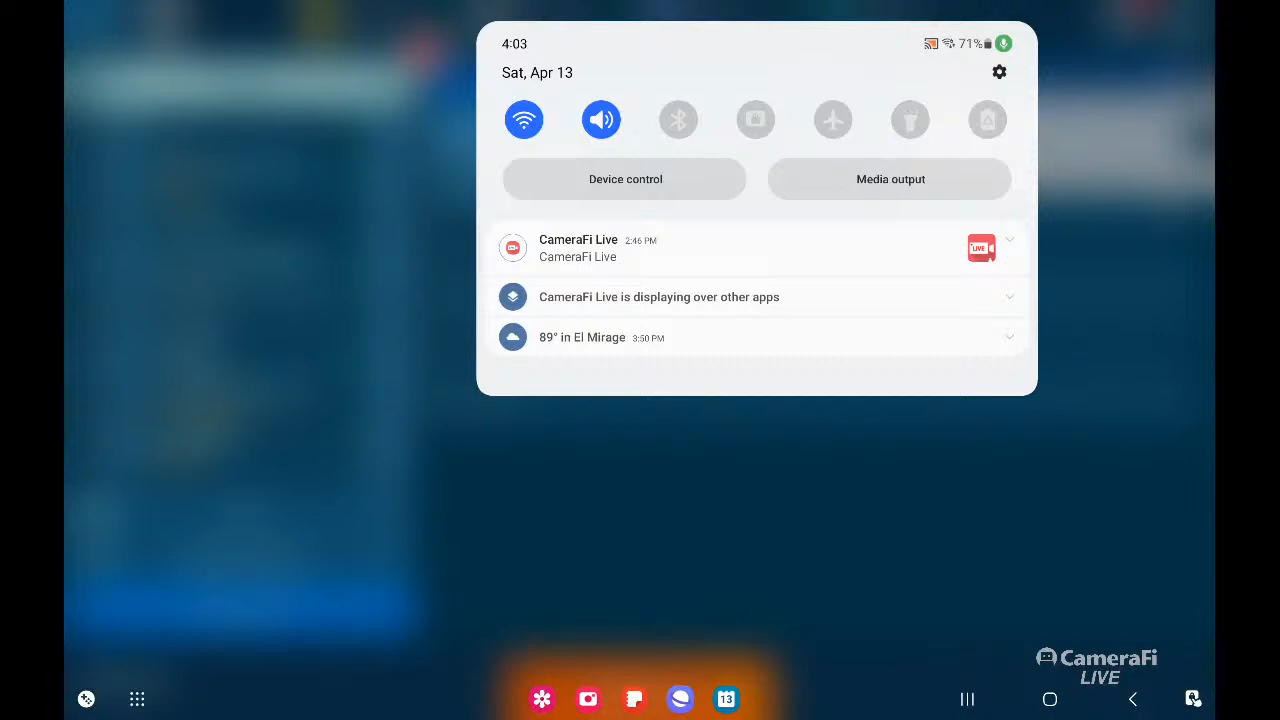 4:03
71%
Sat, Apr 13
Device control
Media output
CameraFi Live 2:46 PM
CameraFi Live
LIVE
CameraFi Live is displaying over other apps
89° in El Mirage 3:50 PM
CameraFi
LIVE
13